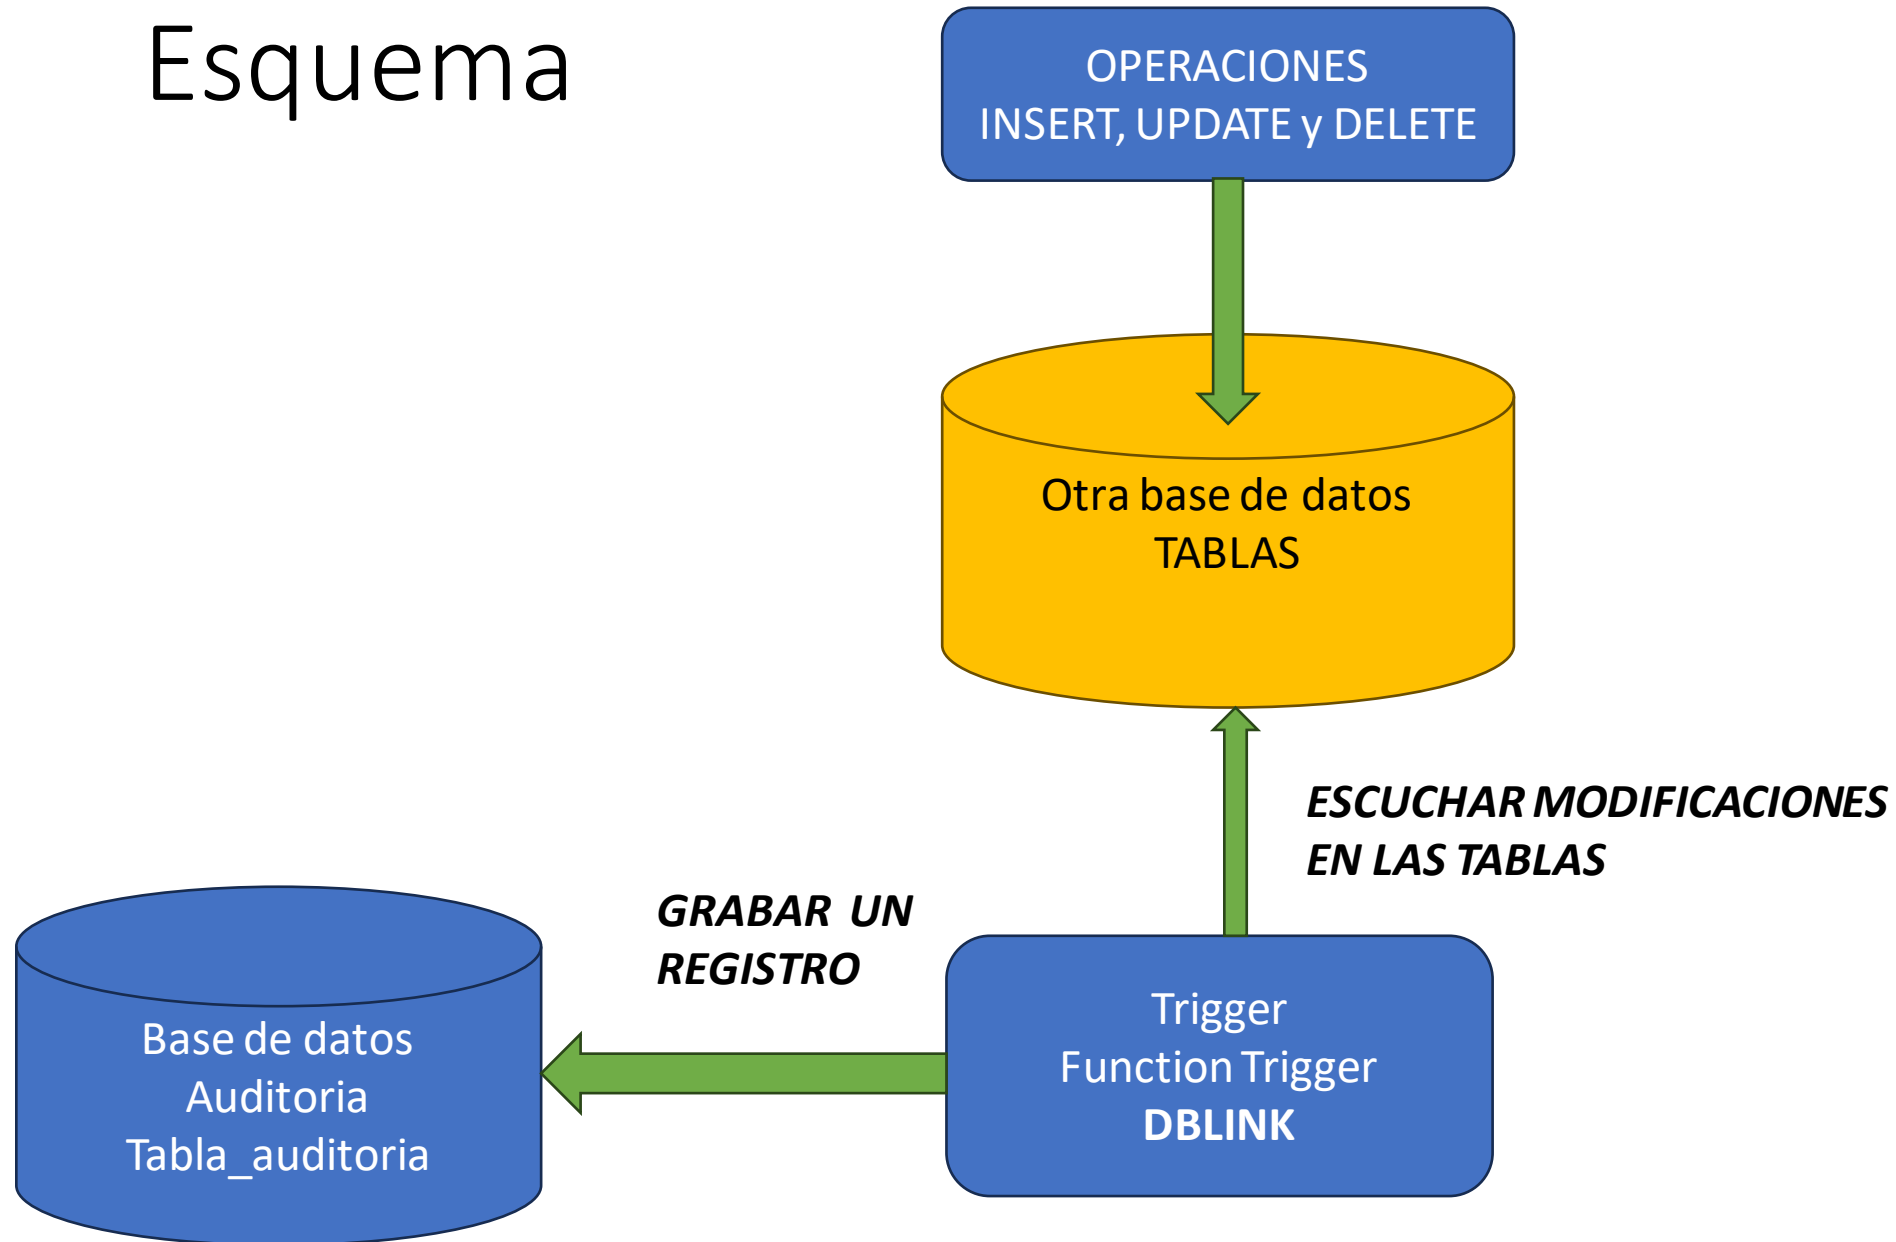 Esquema
OPERACIONES
INSERT, UPDATE y DELETE
Otra base de datos
TABLAS
ESCUCHAR MODIFICACIONES
EN LAS TABLAS
GRABAR UN
REGISTRO
Trigger
Function Trigger
DBLINK
Base de datos
Auditoria
Tabla_auditoria